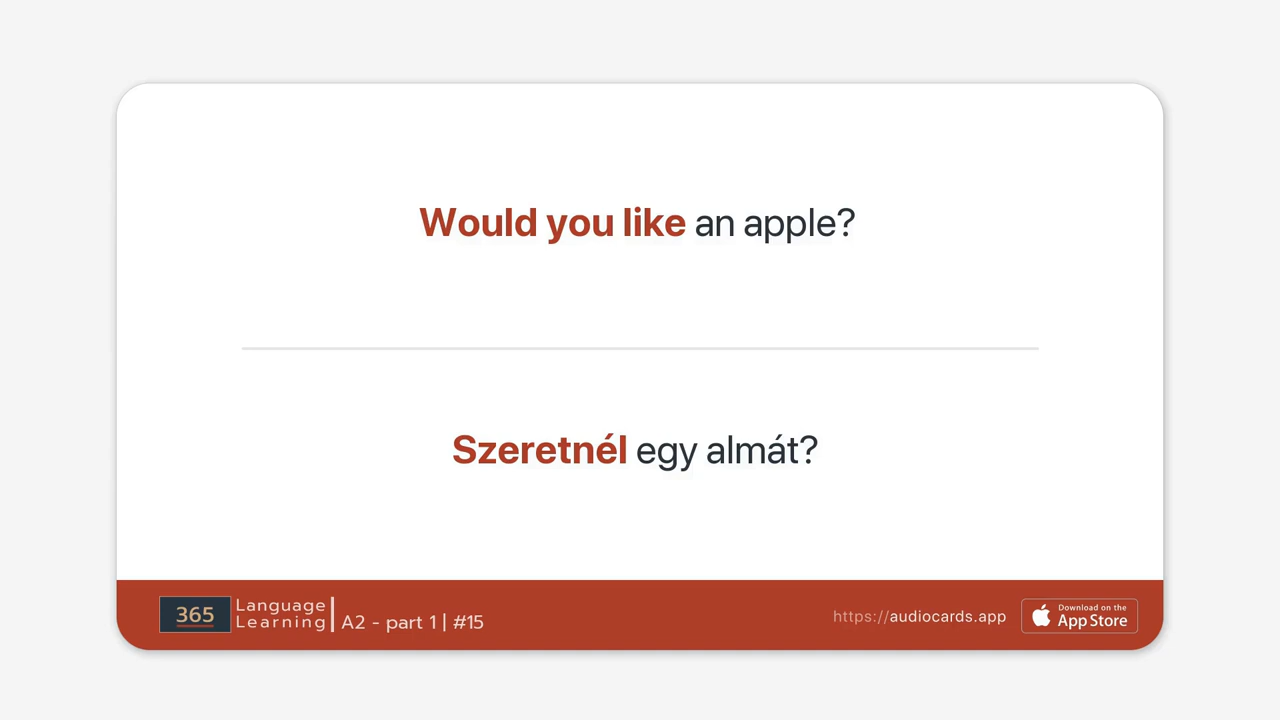 Would you like an apple?
Szeretnél egy almát?
365
Language
Learning
A2 - part 1 | #15
https://audiocards.app
Download on the
App Store